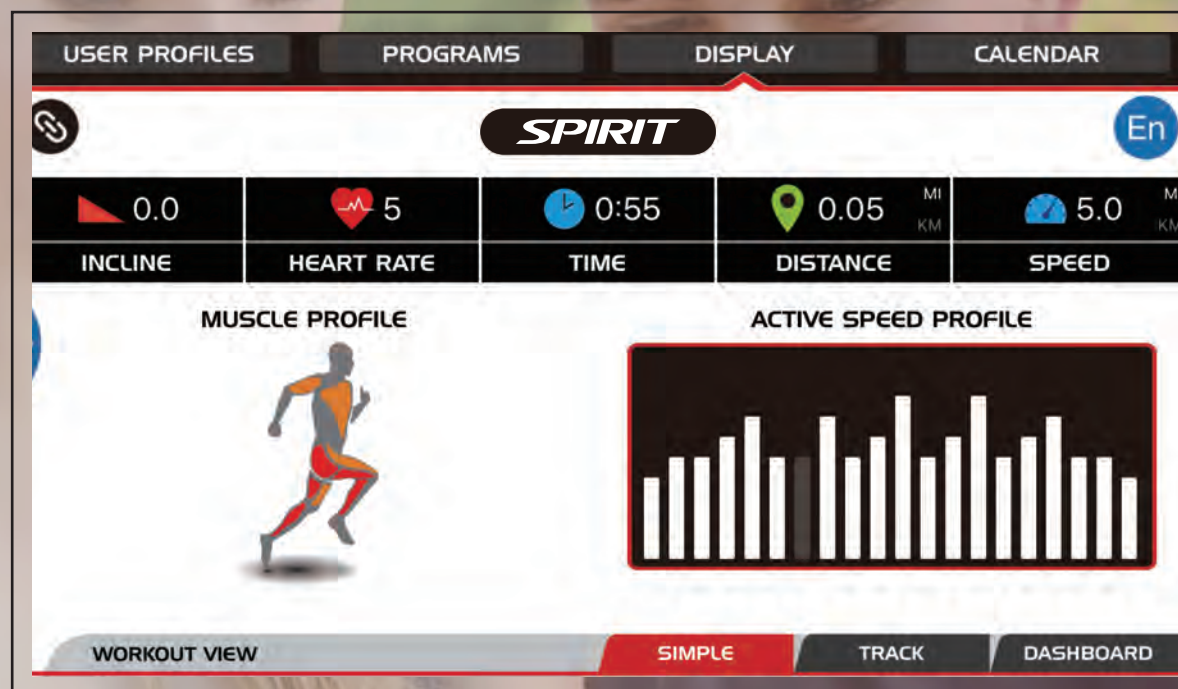 USER PROFILES PROGRAMS DISPLAY CALENDAR
SPIRIT
En
0.0 5 0:55 0.05 MI KM 5.0 M KM
INCLINE HEART RATE TIME DISTANCE SPEED
MUSCLE PROFILE ACTIVE SPEED PROFILE
WORKOUT VIEW SIMPLE TRACK DASHBOARD